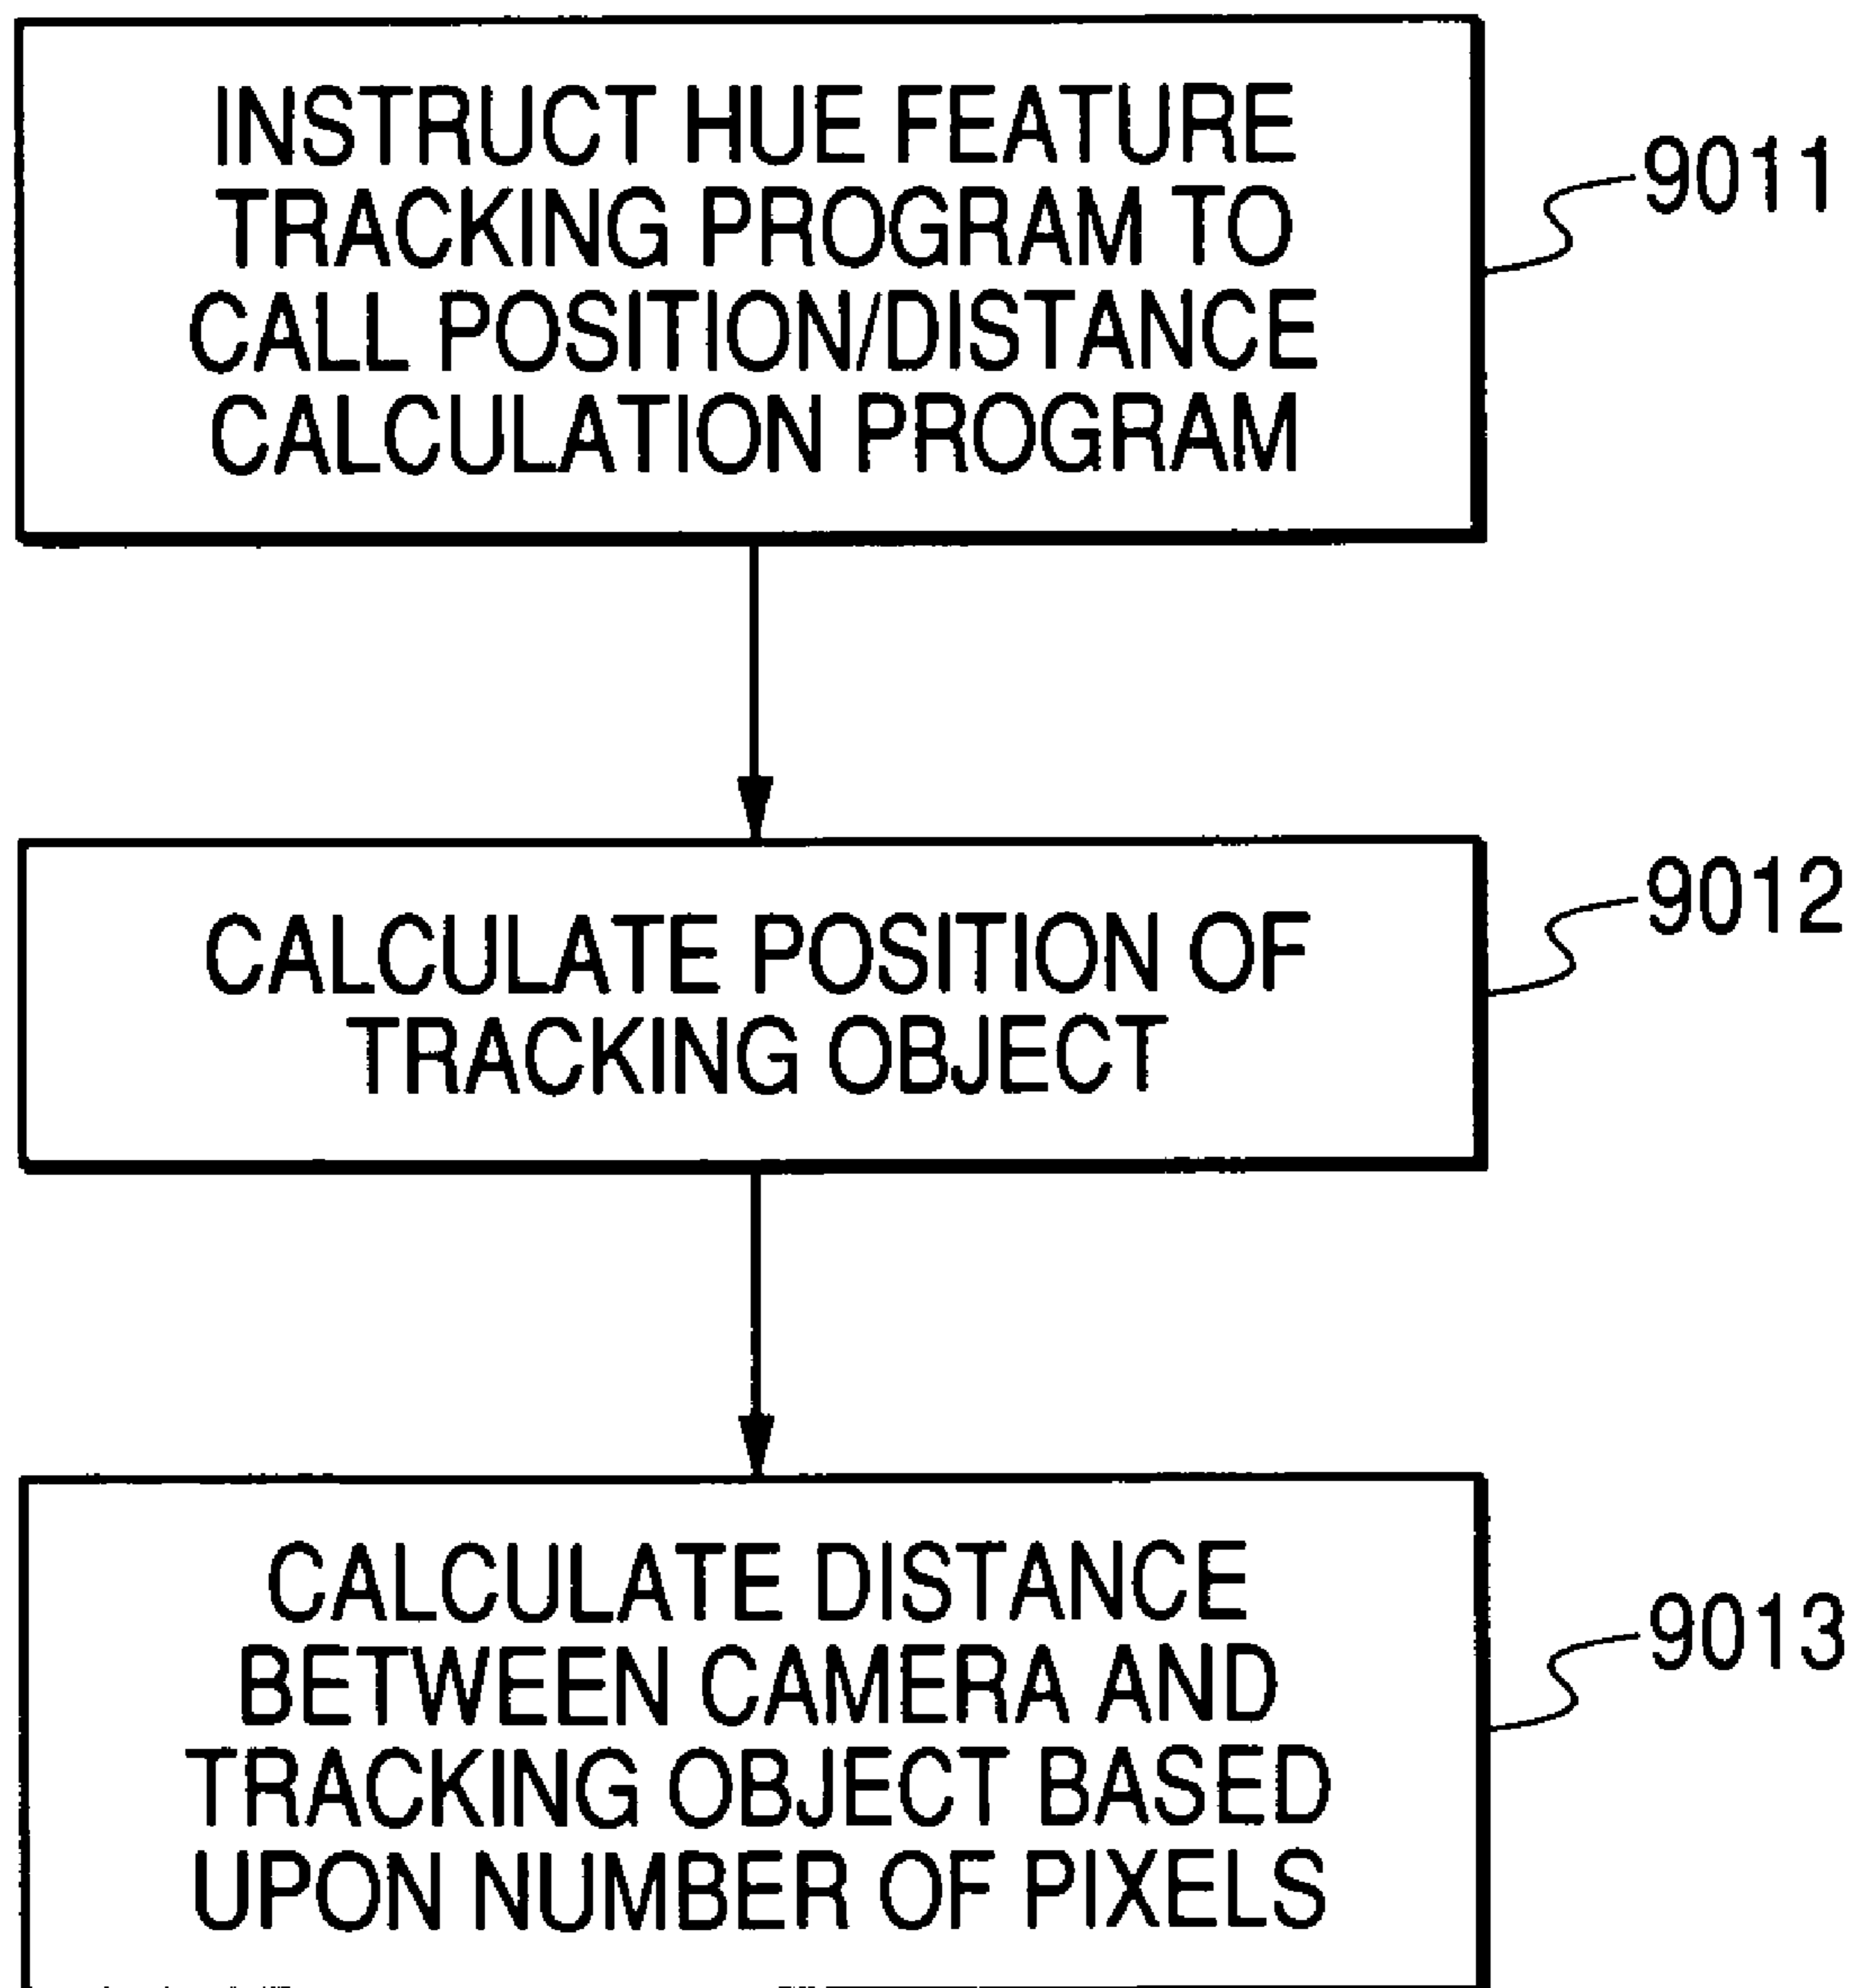 INSTRUCT HUE FEATURE
TRACKING PROGRAM TO
CALL POSITION/DISTANCE
CALCULATION PROGRAM
9011
CALCULATE POSITION OF
TRACKING OBJECT
9012
CALCULATE DISTANCE
BETWEEN CAMERA AND
TRACKING OBJECT BASED
UPON NUMBER OF PIXELS
9013